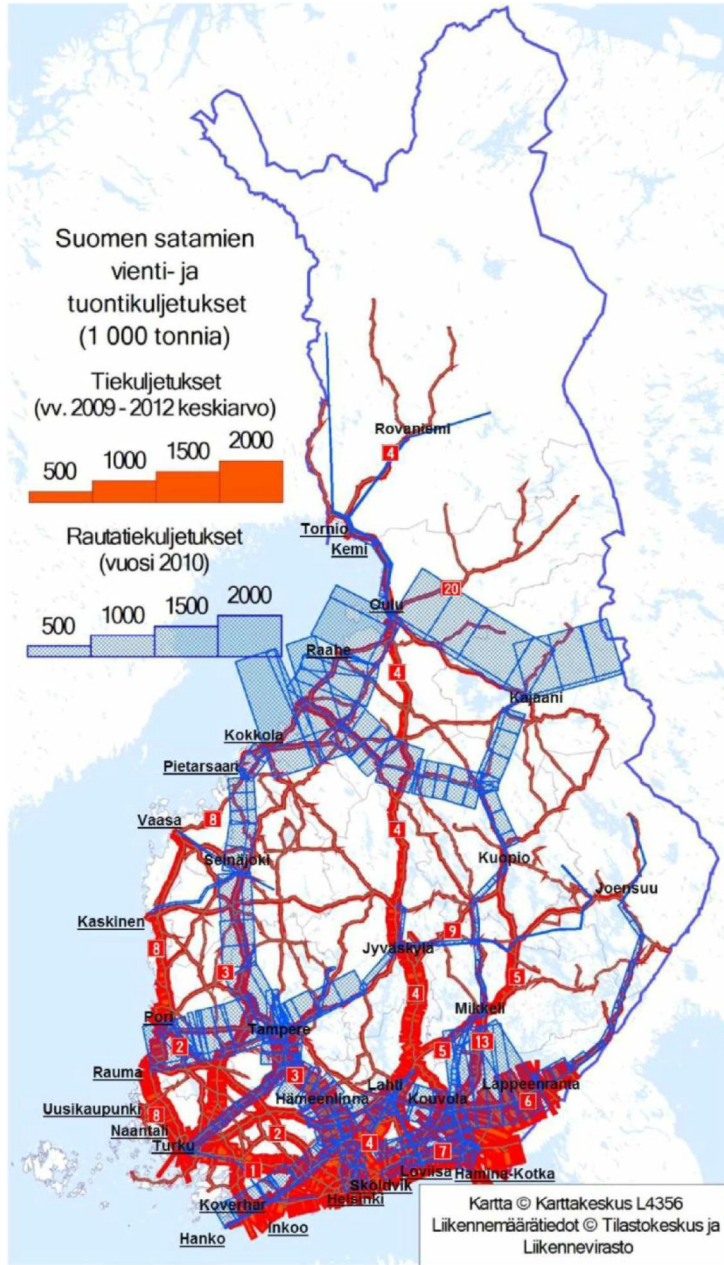 Suomen satamien
vienti- ja
tuontikuljetukset
(1 000 tonnia)
Tiekuljetukset
(vv. 2009 - 2012 keskiarvo)
500 1000 1500 2000
Rautatiekuljetukset
(vuosi 2010)
500 1000 1500 2000
Rovaniemi
4
Tornio
Kemi
20
Oulu
Raahe
4
Kajaani
Kokkola
Pietarsaari
8
Vaasa
4
Seinäjoki
Kuopio
Joensuu
Kaskinen
9
Jyväskylä
8
3
5
4
Mikkeli
Pori
Tampere
2
5
13
Rauma
3
Lahti
Lappeenranta
Hämeenlinna
Kouvola
6
Uusikaupunki
8
Naantali
2
Turku
4
7
1
Loviisa
Hamina-Kotka
Sköldvik
Koverhar
Helsinki
Inkoo
Hanko
Kartta © Karttakeskus L4356
Liikennemäärätiedot © Tilastokeskus ja
Liikennevirasto